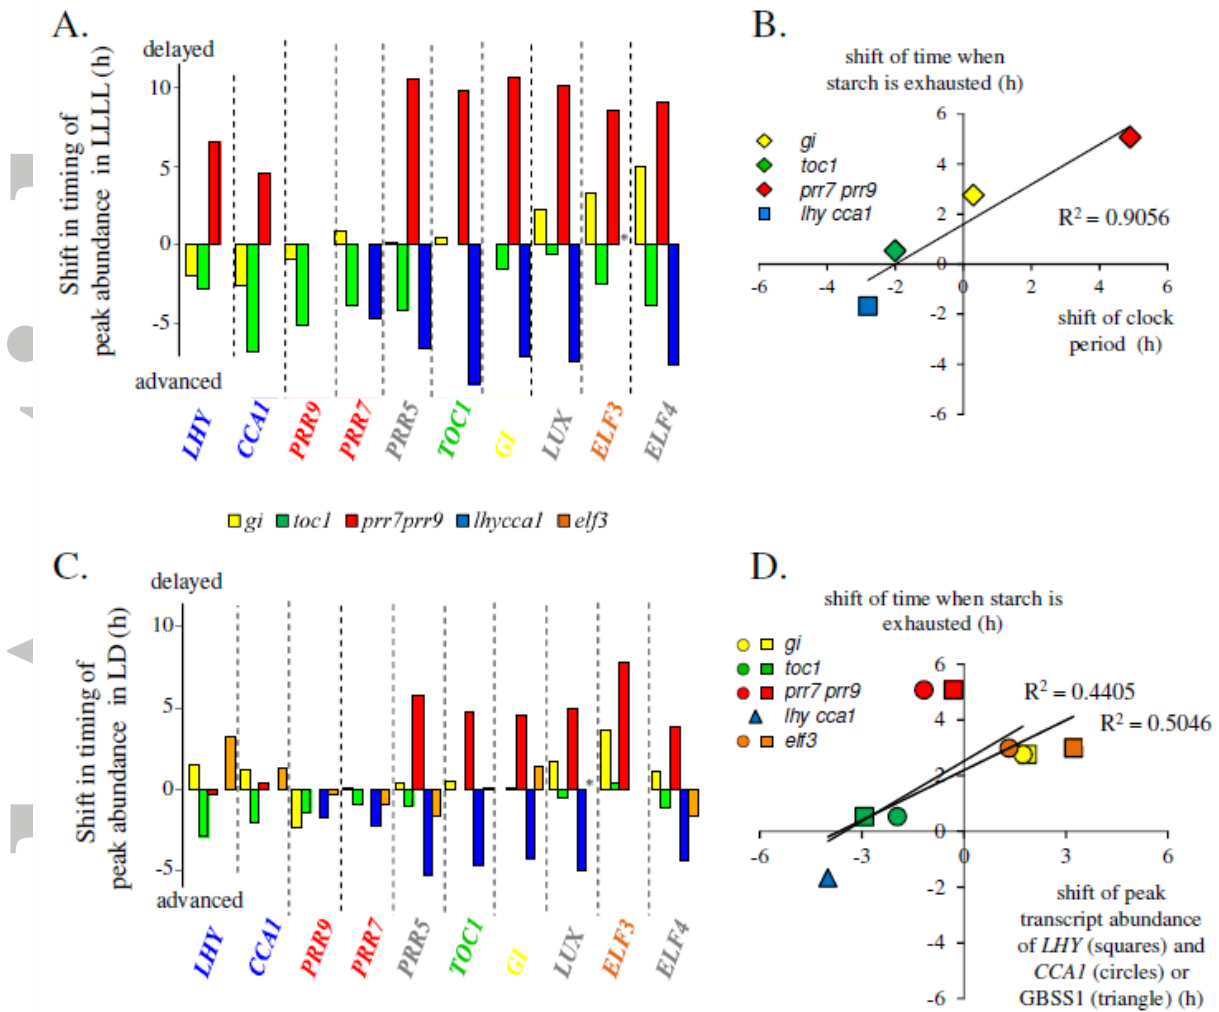 A.
delayed
Shift in timing of
peak abundance in LLLL (h)
10
5
0
-5
*
advanced
LHY
CCA1
PRR9
PRR7
PRR5
TOC1
GI
LUX
ELF3
ELF4
gi toc1 prr7prr9 lhycca1 elf3
B.
shift of time when
starch is exhausted (h)
gi
toc1
prr7 prr9
lhy cca1
R² = 0.9056
6
4
2
0
-2
-4
-6
-6 -4 -2 0 2 4 6
shift of clock
period (h)
C.
delayed
Shift in timing of
peak abundance in LD (h)
10
5
0
-5
*
advanced
LHY
CCA1
PRR9
PRR7
PRR5
TOC1
GI
LUX
ELF3
ELF4
D.
shift of time when starch is
exhausted (h)
gi
toc1
prr7 prr9
lhy cca1
elf3
R² = 0.4405
R² = 0.5046
6
4
2
0
-2
-4
-6
-6 -3 0 3 6
shift of peak
transcript abundance
of LHY (squares) and
CCA1 (circles) or
GBSS1 (triangle) (h)